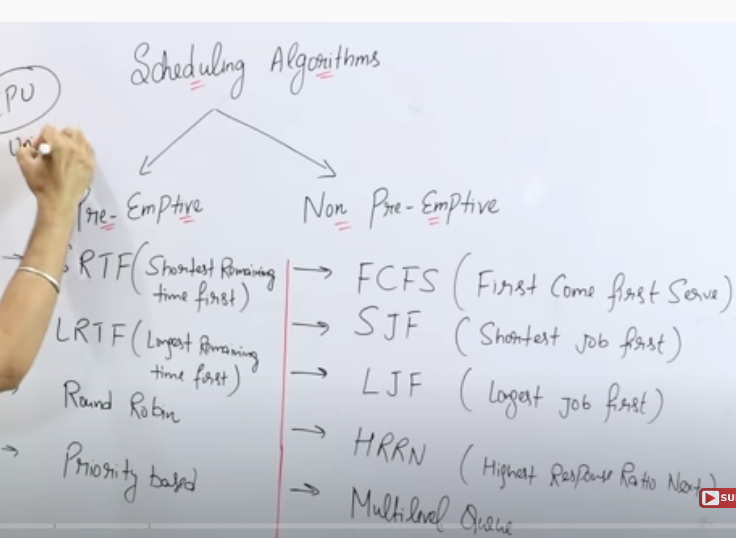 Scheduling Algorithms
PU
Pre-Emptive
Non Pre-Emptive
SRTF (Shortest Remaining
time first)
LRTF (Longest Remaining
time first)
Round Robin
Priority based
FCFS (First Come first Serve)
SJF (Shortest Job first)
LJF (Longest Job first)
HRRN (Highest Response Ratio Next)
Multilevel Queue
SU